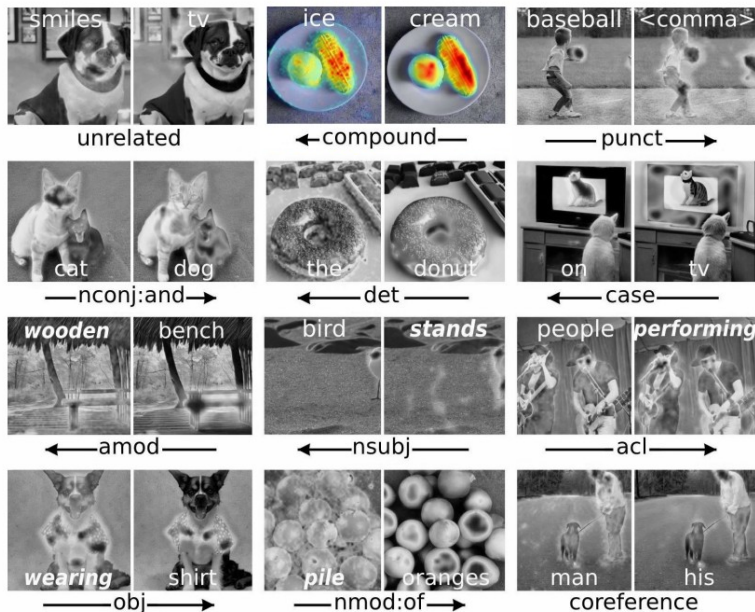 smiles tv ice cream baseball <comma>
unrelated compound punct
cat dog the donut on tv
nconj:and det case
wooden bench bird stands people performing
amod nsubj acl
wearing shirt pile oranges man his
obj nmod:of coreference